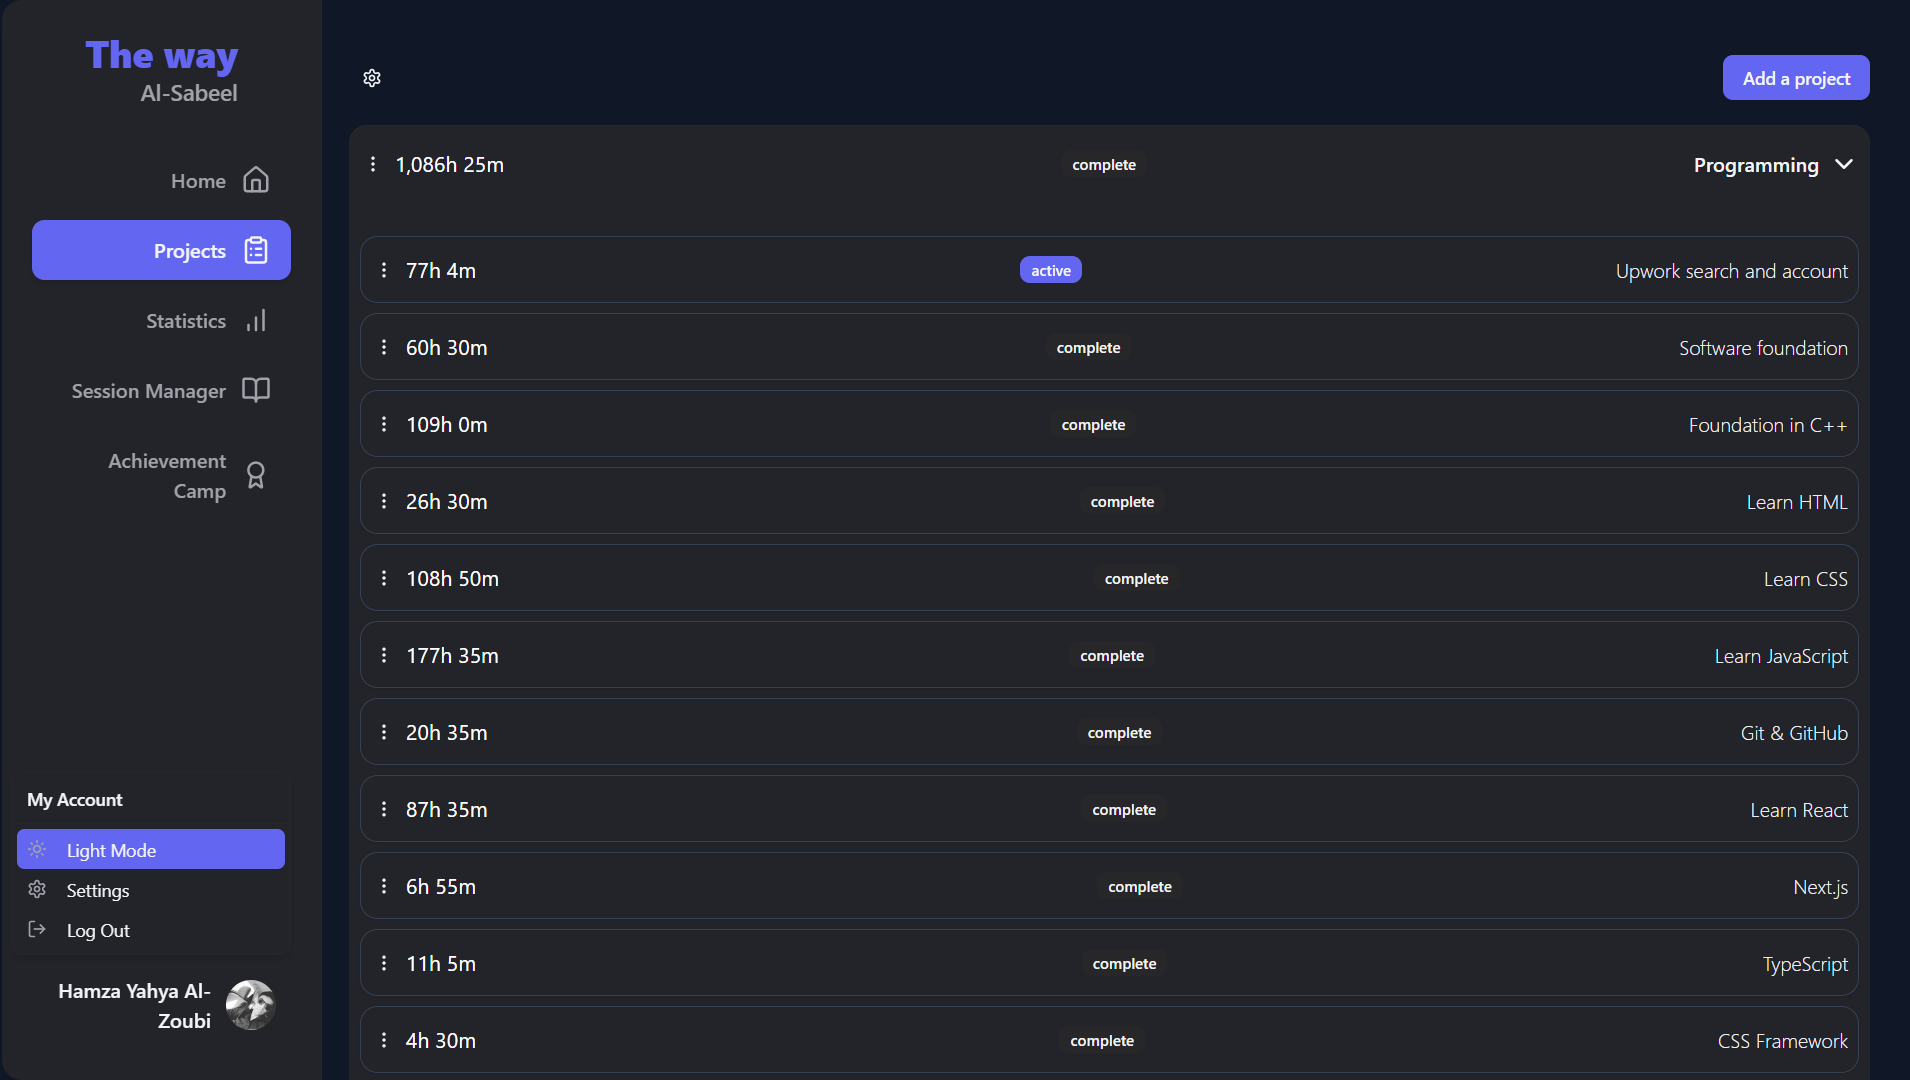 The way
Al-Sabeel
Home
Projects
Statistics
Session Manager
Achievement
Camp
My Account
Light Mode
Settings
Log Out
Hamza Yahya Al-
Zoubi
Add a project
1,086h 25m complete Programming
77h 4m active Upwork search and account
60h 30m complete Software foundation
109h 0m complete Foundation in C++
26h 30m complete Learn HTML
108h 50m complete Learn CSS
177h 35m complete Learn JavaScript
20h 35m complete Git & GitHub
87h 35m complete Learn React
6h 55m complete Next.js
11h 5m complete TypeScript
4h 30m complete CSS Framework